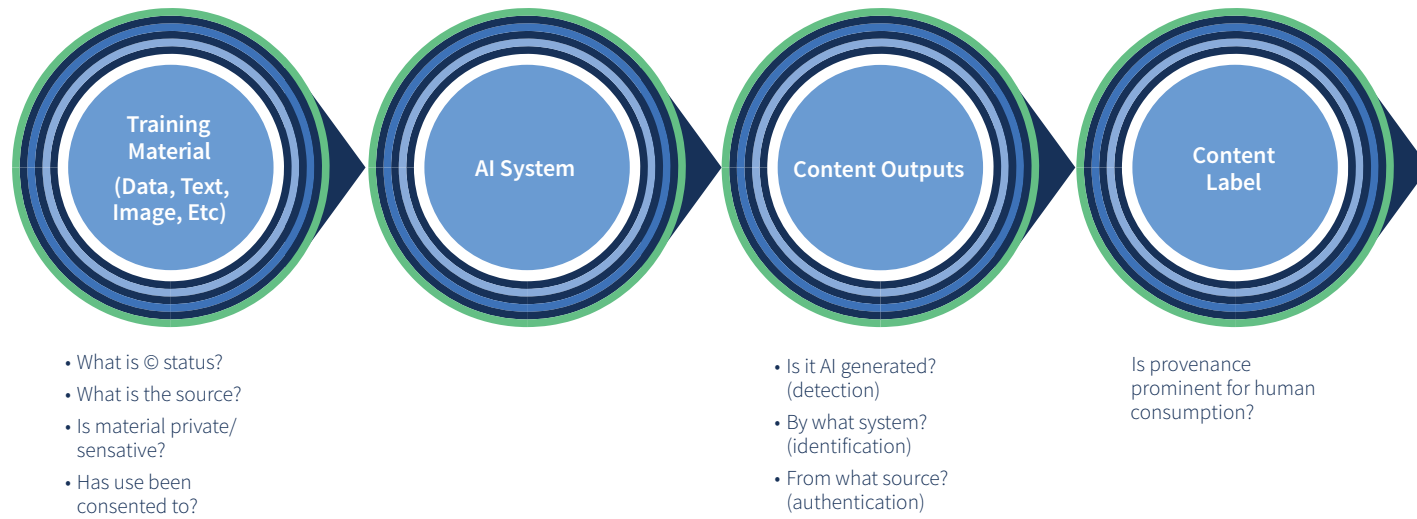 Training
Material
(Data, Text,
Image, Etc)
AI System
Content Outputs
Content
Label
• What is © status?
• What is the source?
• Is material private/
sensative?
• Has use been
consented to?
• Is it AI generated?
(detection)
• By what system?
(identification)
• From what source?
(authentication)
Is provenance
prominent for human
consumption?